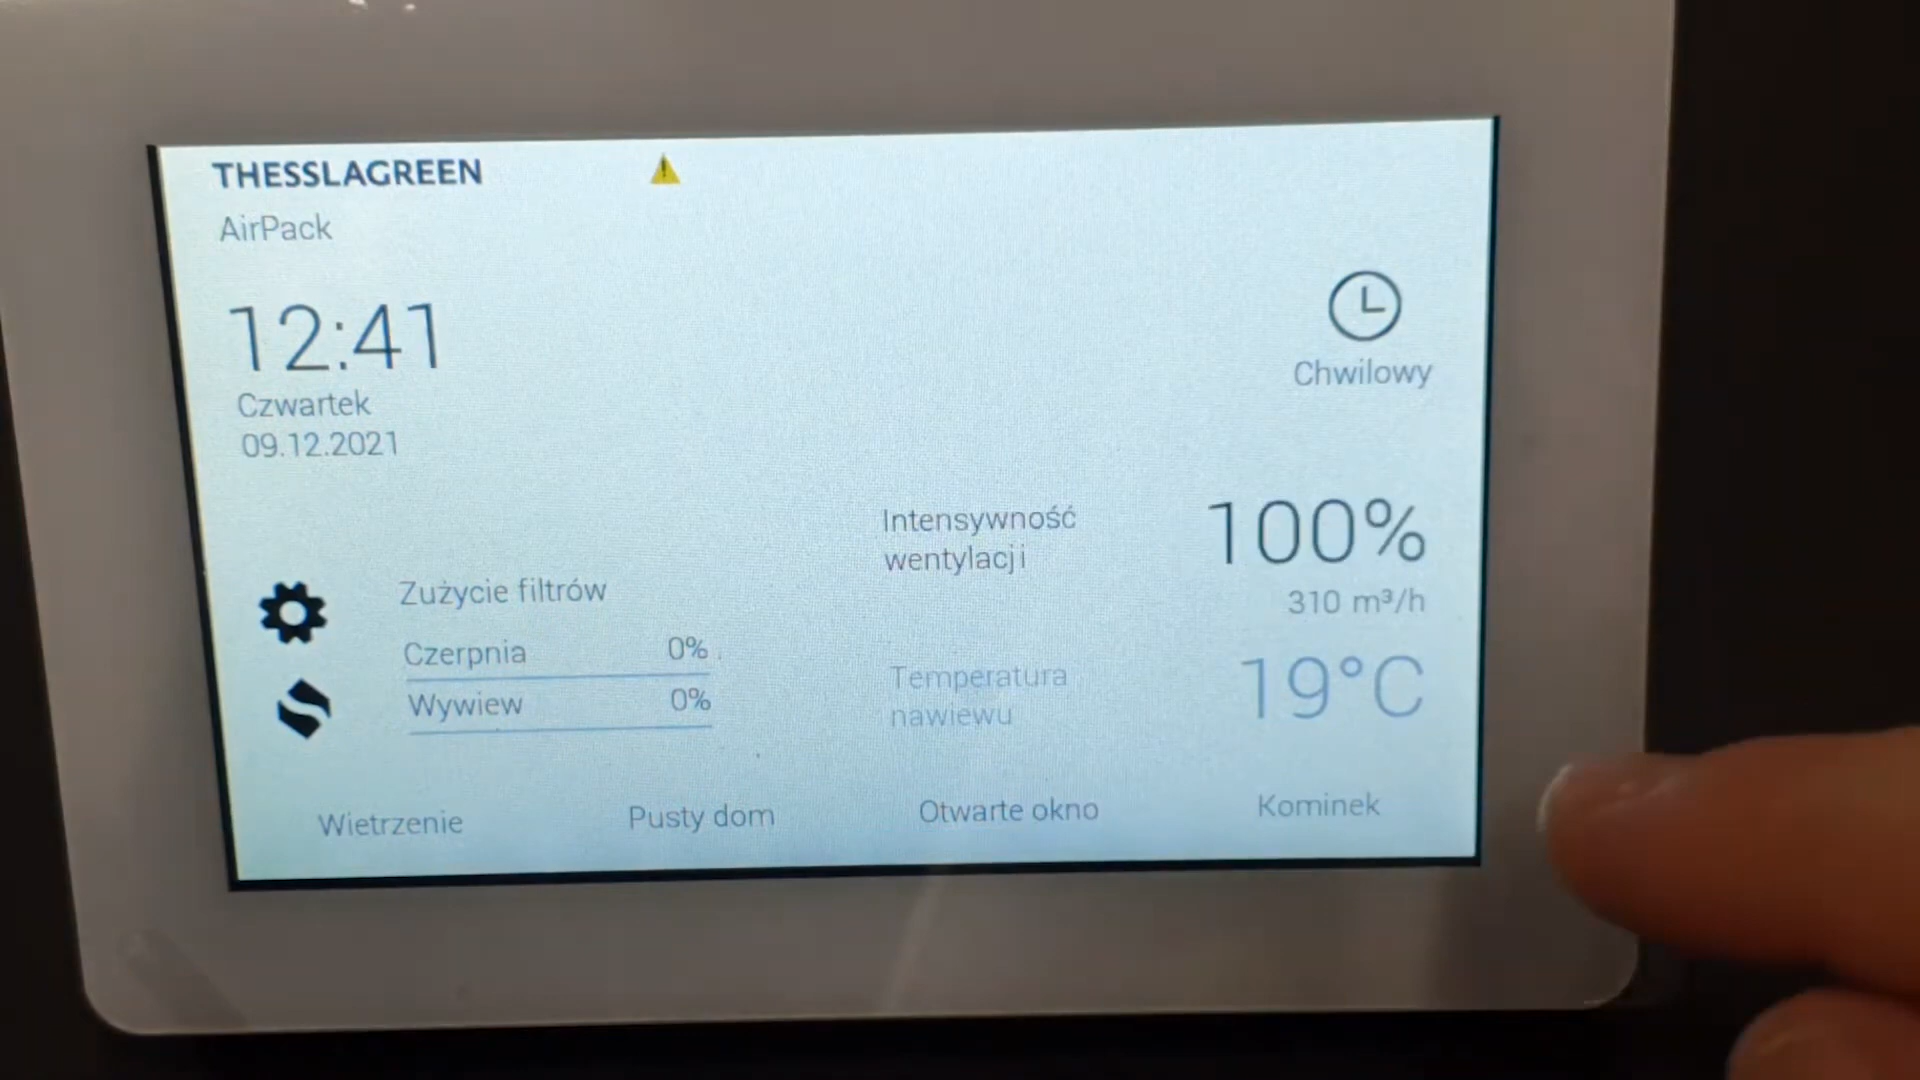 THESSLAGREEN
AirPack
12:41
Czwartek
09.12.2021
Chwilowy
Intensywność
wentylacji
100%
310 m³/h
Zużycie filtrów
Czerpnia 0%
Wywiew 0%
Temperatura
nawiewu
19°C
Wietrzenie Pusty dom Otwarte okno Kominek